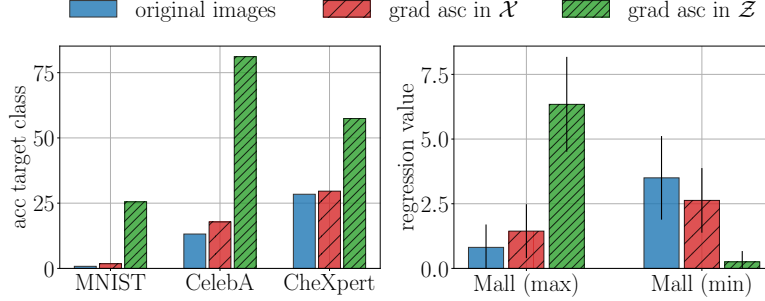 original images grad asc in 𝒳 grad asc in 𝒵
acc target class
75
50
25
0
MNIST CelebA CheXpert
regression value
7.5
5.0
2.5
0.0
Mall (max) Mall (min)